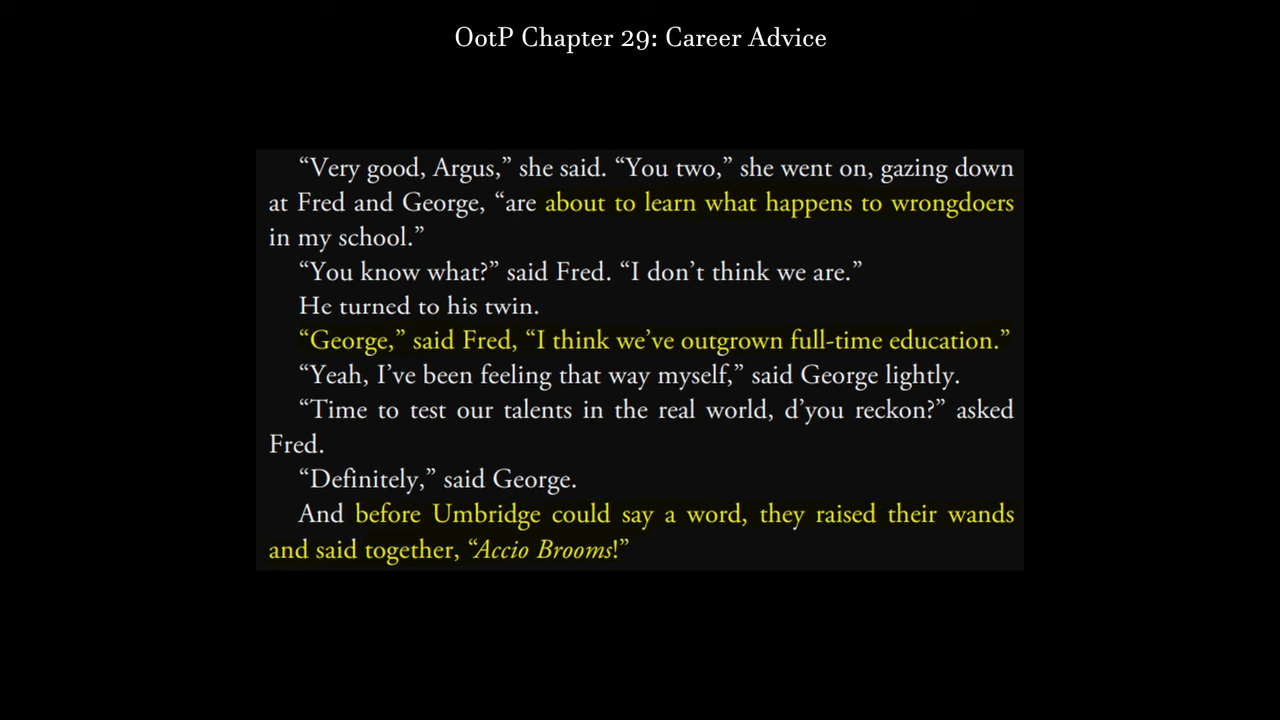 OotP Chapter 29: Career Advice
“Very good, Argus,” she said. “You two,” she went on, gazing down
at Fred and George, “are about to learn what happens to wrongdoers
in my school.”
“You know what?” said Fred. “I don’t think we are.”
He turned to his twin.
“George,” said Fred, “I think we’ve outgrown full-time education.”
“Yeah, I’ve been feeling that way myself,” said George lightly.
“Time to test our talents in the real world, d’you reckon?” asked
Fred.
“Definitely,” said George.
And before Umbridge could say a word, they raised their wands
and said together, “Accio Brooms!”